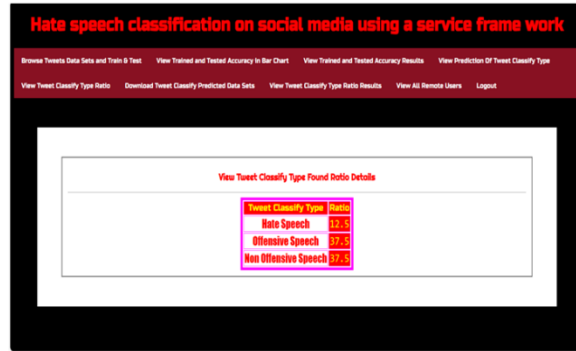 Hate speech classification on social media using a service frame work
Browse Tweets Data Sets and Train & Test View Trained and Tested Accuracy in Bar Chart View Trained and Tested Accuracy Results View Prediction Of Tweet Classify Type
View Tweet Classify Type Ratio Download Tweet Classify Predicted Data Sets View Tweet Classify Type Ratio Results View All Remote Users Logout
View Tweet Classify Type Found Ratio Details
Tweet Classify Type Ratio
Hate Speech 12.5
Offensive Speech 37.5
Non Offensive Speech 37.5